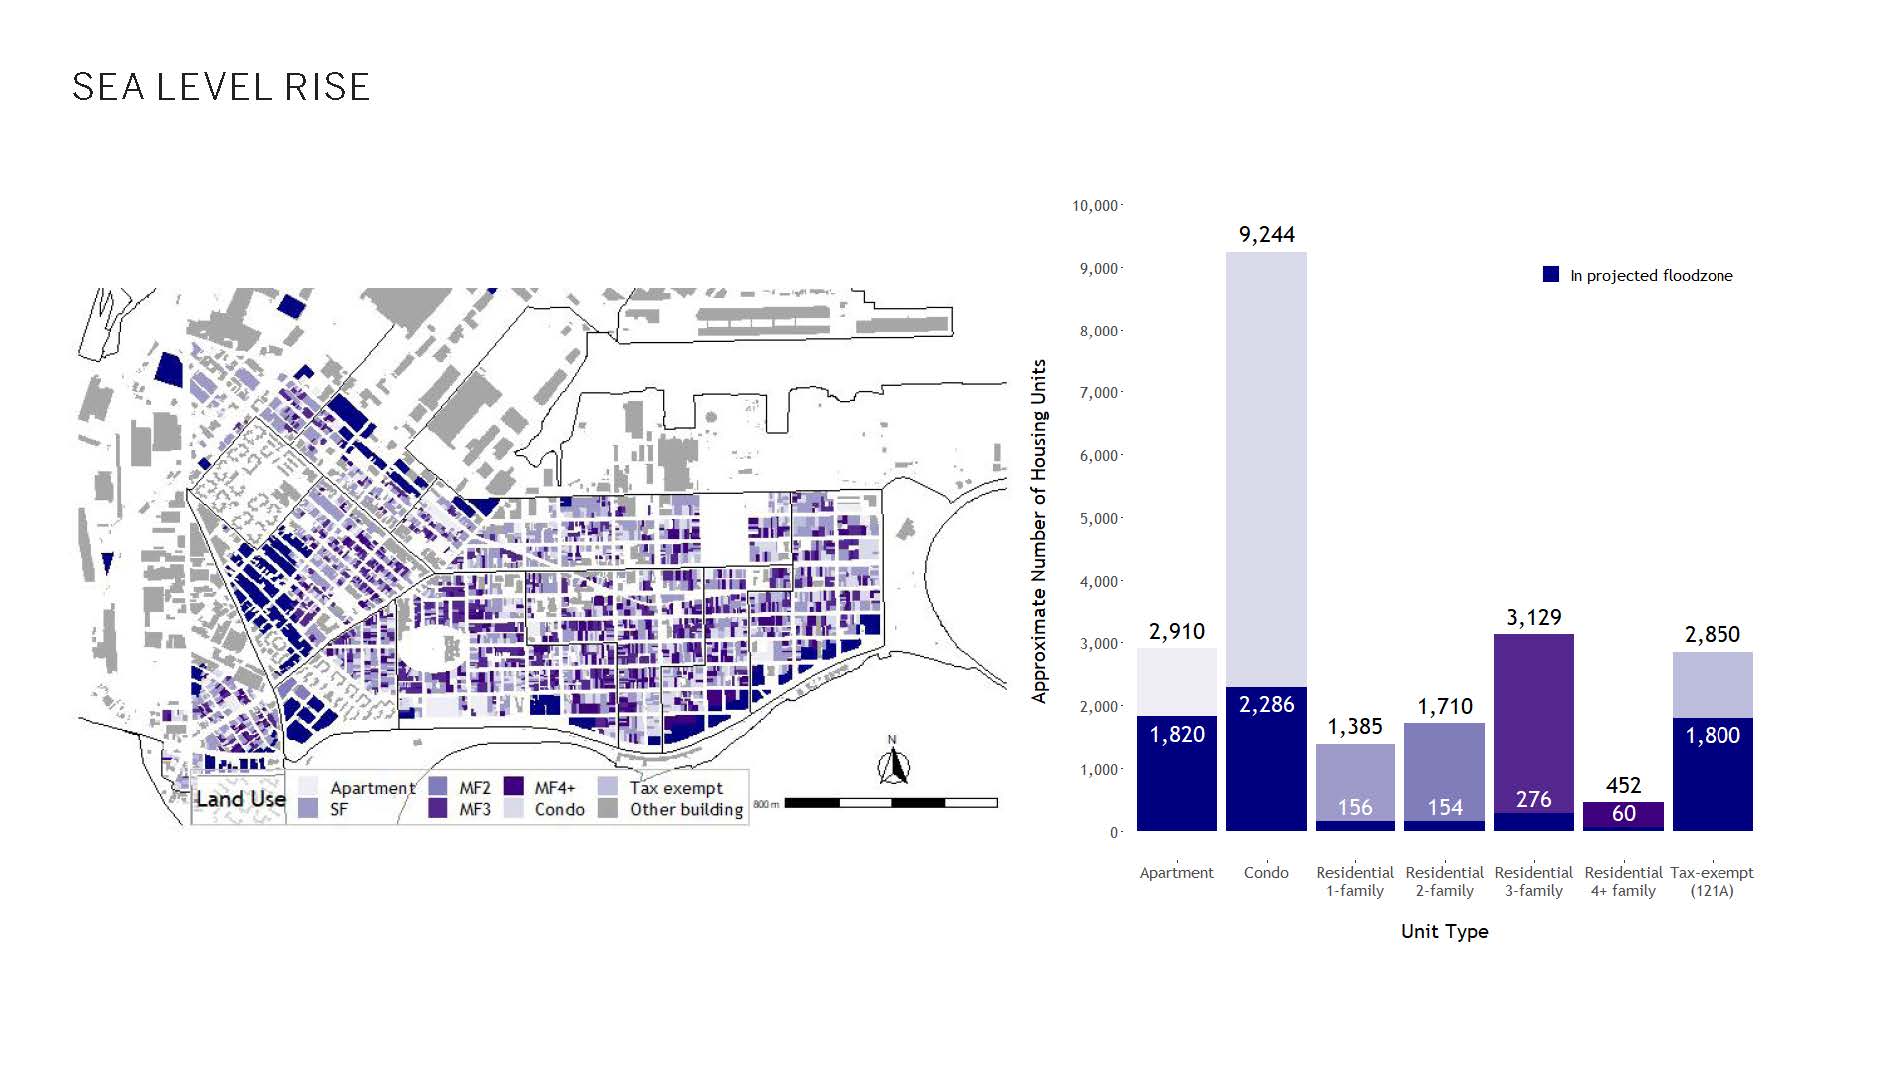 SEA LEVEL RISE
N
Land Use
Apartment
SF
MF2
MF3
MF4+
Condo
Tax exempt
Other building
800 m
Approximate Number of Housing Units
10,000
9,000
8,000
7,000
6,000
5,000
4,000
3,000
2,000
1,000
0
In projected floodzone
2,910
1,820
9,244
2,286
1,385
156
1,710
154
3,129
276
452
60
2,850
1,800
Apartment
Condo
Residential
1-family
Residential
2-family
Residential
3-family
Residential
4+ family
Tax-exempt
(121A)
Unit Type